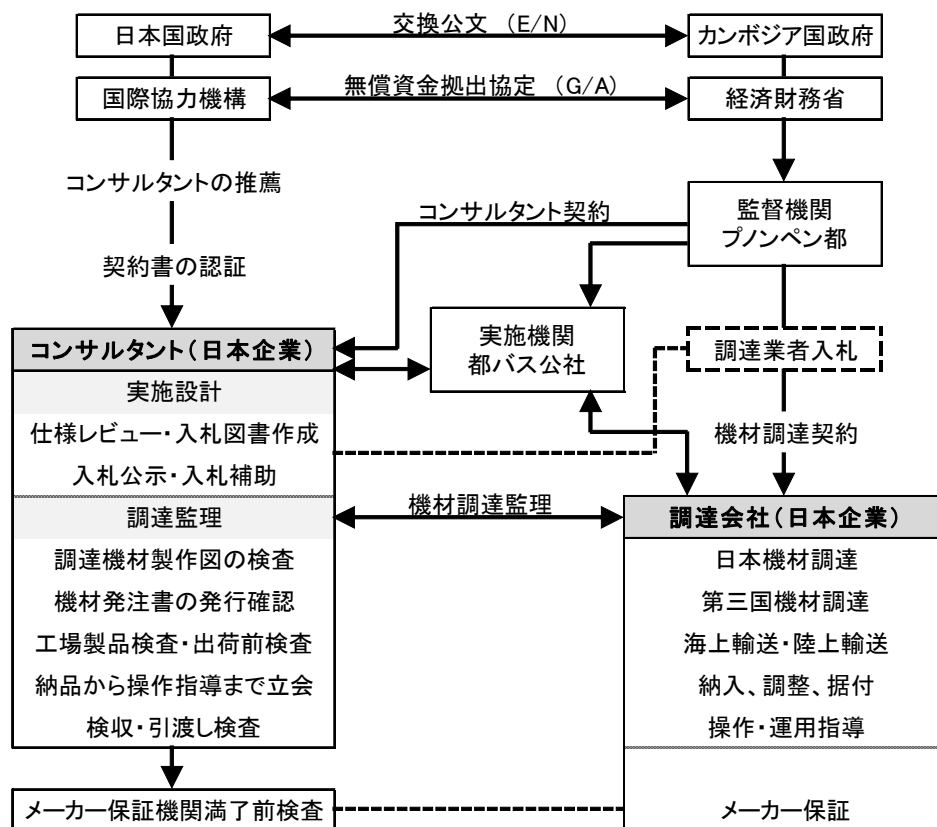 日本国政府
交換公文 (E/N)
カンボジア国政府
国際協力機構
無償資金拠出協定 (G/A)
経済財務省
コンサルタントの推薦
コンサルタント契約
監督機関
プノンペン都
契約書の認証
コンサルタント(日本企業)
実施機関
都バス公社
調達業者入札
実施設計
仕様レビュー・入札図書作成
入札公示・入札補助
機材調達契約
調達監理
機材調達監理
調達会社(日本企業)
調達機材製作図の検査
機材発注書の発行確認
工場製品検査・出荷前検査
納品から操作指導まで立会
検収・引渡し検査
日本機材調達
第三国機材調達
海上輸送・陸上輸送
納入、調整、据付
操作・運用指導
メーカー保証機関満了前検査
メーカー保証